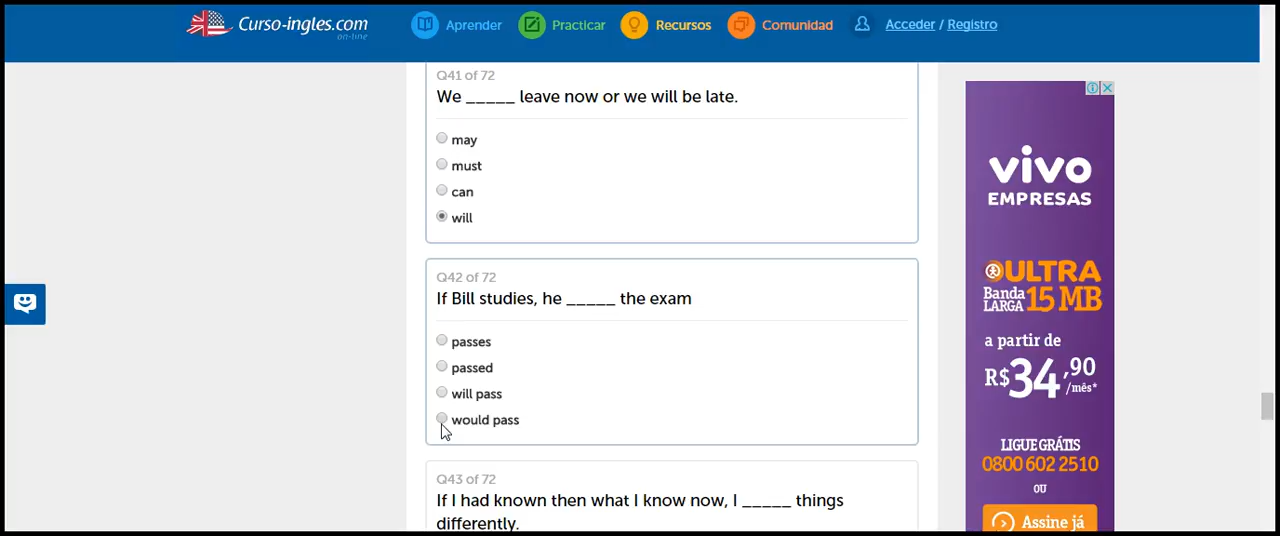 Curso-ingles.com
on-line
Aprender
Practicar
Recursos
Comunidad
Acceder / Registro
Q41 of 72
We _____ leave now or we will be late.
may
must
can
will
Q42 of 72
If Bill studies, he _____ the exam
passes
passed
will pass
would pass
Q43 of 72
If I had known then what I know now, I _____ things
differently.
vivo
EMPRESAS
ULTRA
Banda
LARGA 15 MB
a partir de
R$34,90
/mês*
LIGUE GRÁTIS
0800 602 2510
OU
Assine já